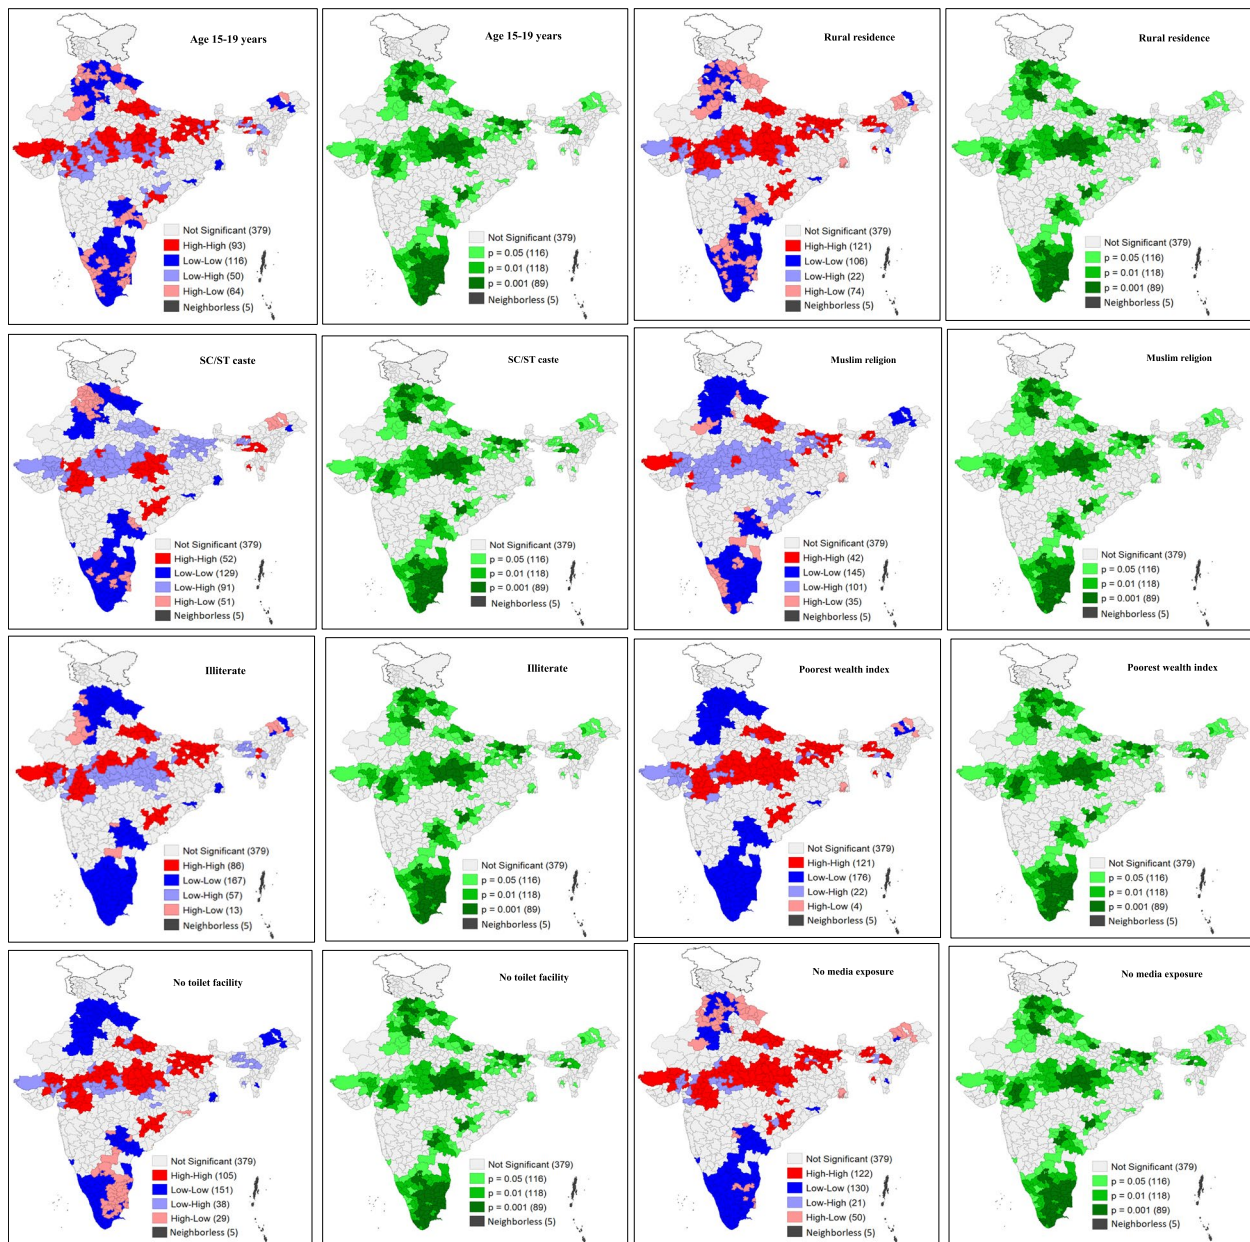 Age 15-19 years
Not Significant (379)
High-High (93)
Low-Low (116)
Low-High (50)
High-Low (64)
Neighborless (5)
Age 15-19 years
Not Significant (379)
p = 0.05 (116)
p = 0.01 (118)
p = 0.001 (89)
Neighborless (5)
Rural residence
Not Significant (379)
High-High (121)
Low-Low (106)
Low-High (22)
High-Low (74)
Neighborless (5)
Rural residence
Not Significant (379)
p = 0.05 (116)
p = 0.01 (118)
p = 0.001 (89)
Neighborless (5)
SC/ST caste
Not Significant (379)
High-High (52)
Low-Low (129)
Low-High (91)
High-Low (51)
Neighborless (5)
SC/ST caste
Not Significant (379)
p = 0.05 (116)
p = 0.01 (118)
p = 0.001 (89)
Neighborless (5)
Muslim religion
Not Significant (379)
High-High (42)
Low-Low (145)
Low-High (101)
High-Low (35)
Neighborless (5)
Muslim religion
Not Significant (379)
p = 0.05 (116)
p = 0.01 (118)
p = 0.001 (89)
Neighborless (5)
Illiterate
Not Significant (379)
High-High (86)
Low-Low (167)
Low-High (57)
High-Low (13)
Neighborless (5)
Illiterate
Not Significant (379)
p = 0.05 (116)
p = 0.01 (118)
p = 0.001 (89)
Neighborless (5)
Poorest wealth index
Not Significant (379)
High-High (121)
Low-Low (176)
Low-High (22)
High-Low (4)
Neighborless (5)
Poorest wealth index
Not Significant (379)
p = 0.05 (116)
p = 0.01 (118)
p = 0.001 (89)
Neighborless (5)
No toilet facility
Not Significant (379)
High-High (105)
Low-Low (151)
Low-High (38)
High-Low (29)
Neighborless (5)
No toilet facility
Not Significant (379)
p = 0.05 (116)
p = 0.01 (118)
p = 0.001 (89)
Neighborless (5)
No media exposure
Not Significant (379)
High-High (122)
Low-Low (130)
Low-High (21)
High-Low (50)
Neighborless (5)
No media exposure
Not Significant (379)
p = 0.05 (116)
p = 0.01 (118)
p = 0.001 (89)
Neighborless (5)